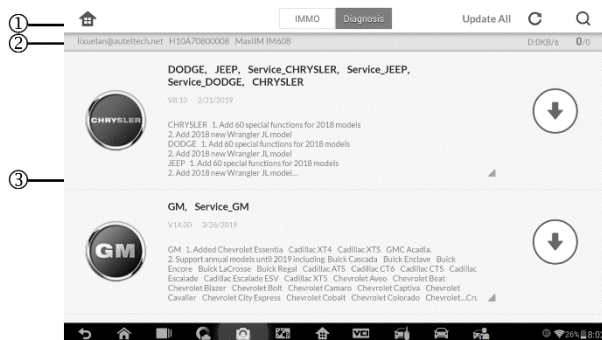 ①
②
③
IMMO Diagnosis Update All
lixuelan@auteltech.net H10A70800008 MaxiIM IM608 D:0KB/s 0/0
DODGE, JEEP, Service_CHRYSLER, Service_JEEP,
Service_DODGE, CHRYSLER
V8.10 2/21/2019
CHRYSLER
CHRYSLER 1. Add 60 special functions for 2018 models
2. Add 2018 new Wrangler JL model
DODGE 1. Add 60 special functions for 2018 models
2. Add 2018 new Wrangler JL model
JEEP 1. Add 60 special functions for 2018 models
2. Add 2018 new Wrangler JL model...
GM, Service_GM
V14.00 3/26/2019
GM
GM 1. Added Chevrolet Essentia Cadillac XT4 Cadillac XT5 GMC Acadia.
2. Support annual models until 2019 including Buick Cascada Buick Enclave Buick
Encore Buick LaCrosse Buick Regal Cadillac ATS Cadillac CT6 Cadillac CTS Cadillac
Escalade Cadillac Escalade ESV Cadillac XTS Chevrolet Aveo Chevrolet Beat
Chevrolet Blazer Chevrolet Bolt Chevrolet Camaro Chevrolet Captiva Chevrolet
Cavalier Chevrolet City Express Chevrolet Cobalt Chevrolet Colorado Chevrolet...Cru
VCI 26% 8:02